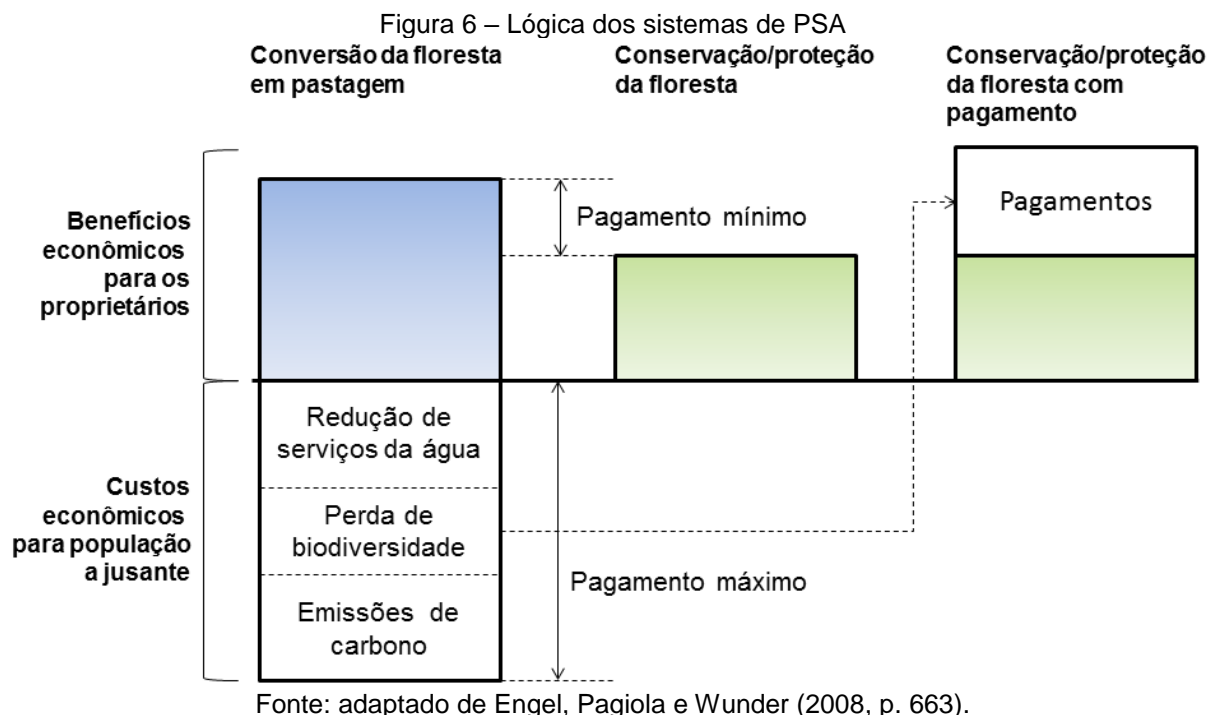 Figura 6 – Lógica dos sistemas de PSA
Conversão da floresta
em pastagem
Conservação/proteção
da floresta
Conservação/proteção
da floresta com
pagamento
Benefícios
econômicos
para os
proprietários
Pagamento mínimo
Pagamentos
Custos
econômicos
para população
a jusante
Redução de
serviços da água
Perda de
biodiversidade
Emissões de
carbono
Pagamento máximo
Fonte: adaptado de Engel, Pagiola e Wunder (2008, p. 663).